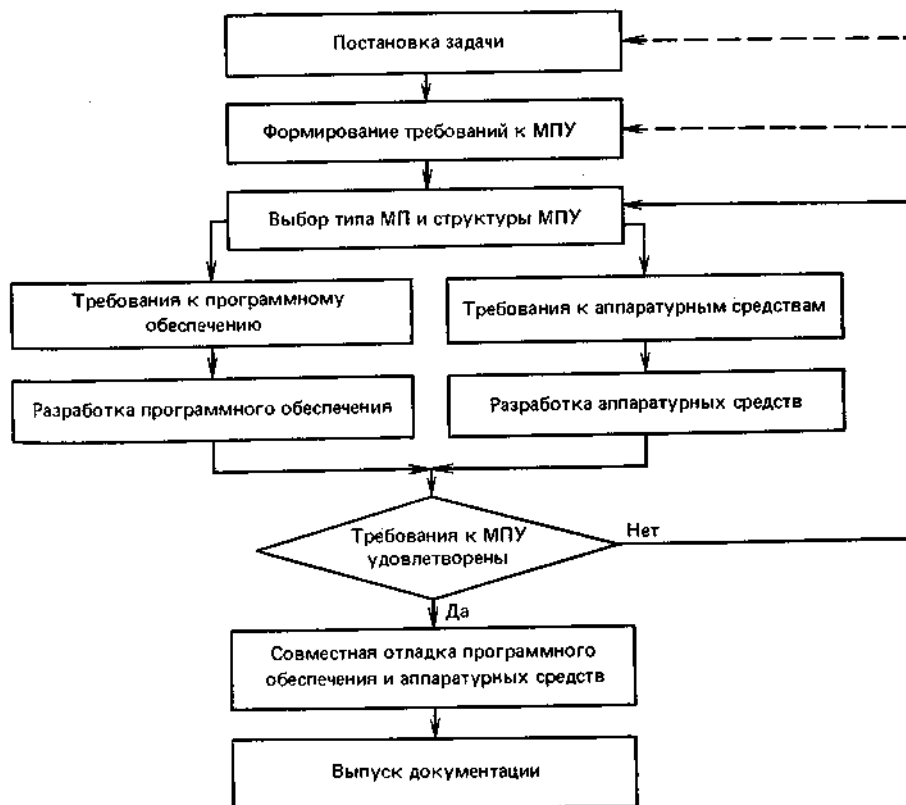 Постановка задачи
Формирование требований к МПУ
Выбор типа МП и структуры МПУ
Требования к программному
обеспечению
Требования к аппаратурным средствам
Разработка программного обеспечения
Разработка аппаратурных средств
Требования к МПУ
удовлетворены
Нет
Да
Совместная отладка программного
обеспечения и аппаратурных средств
Выпуск документации